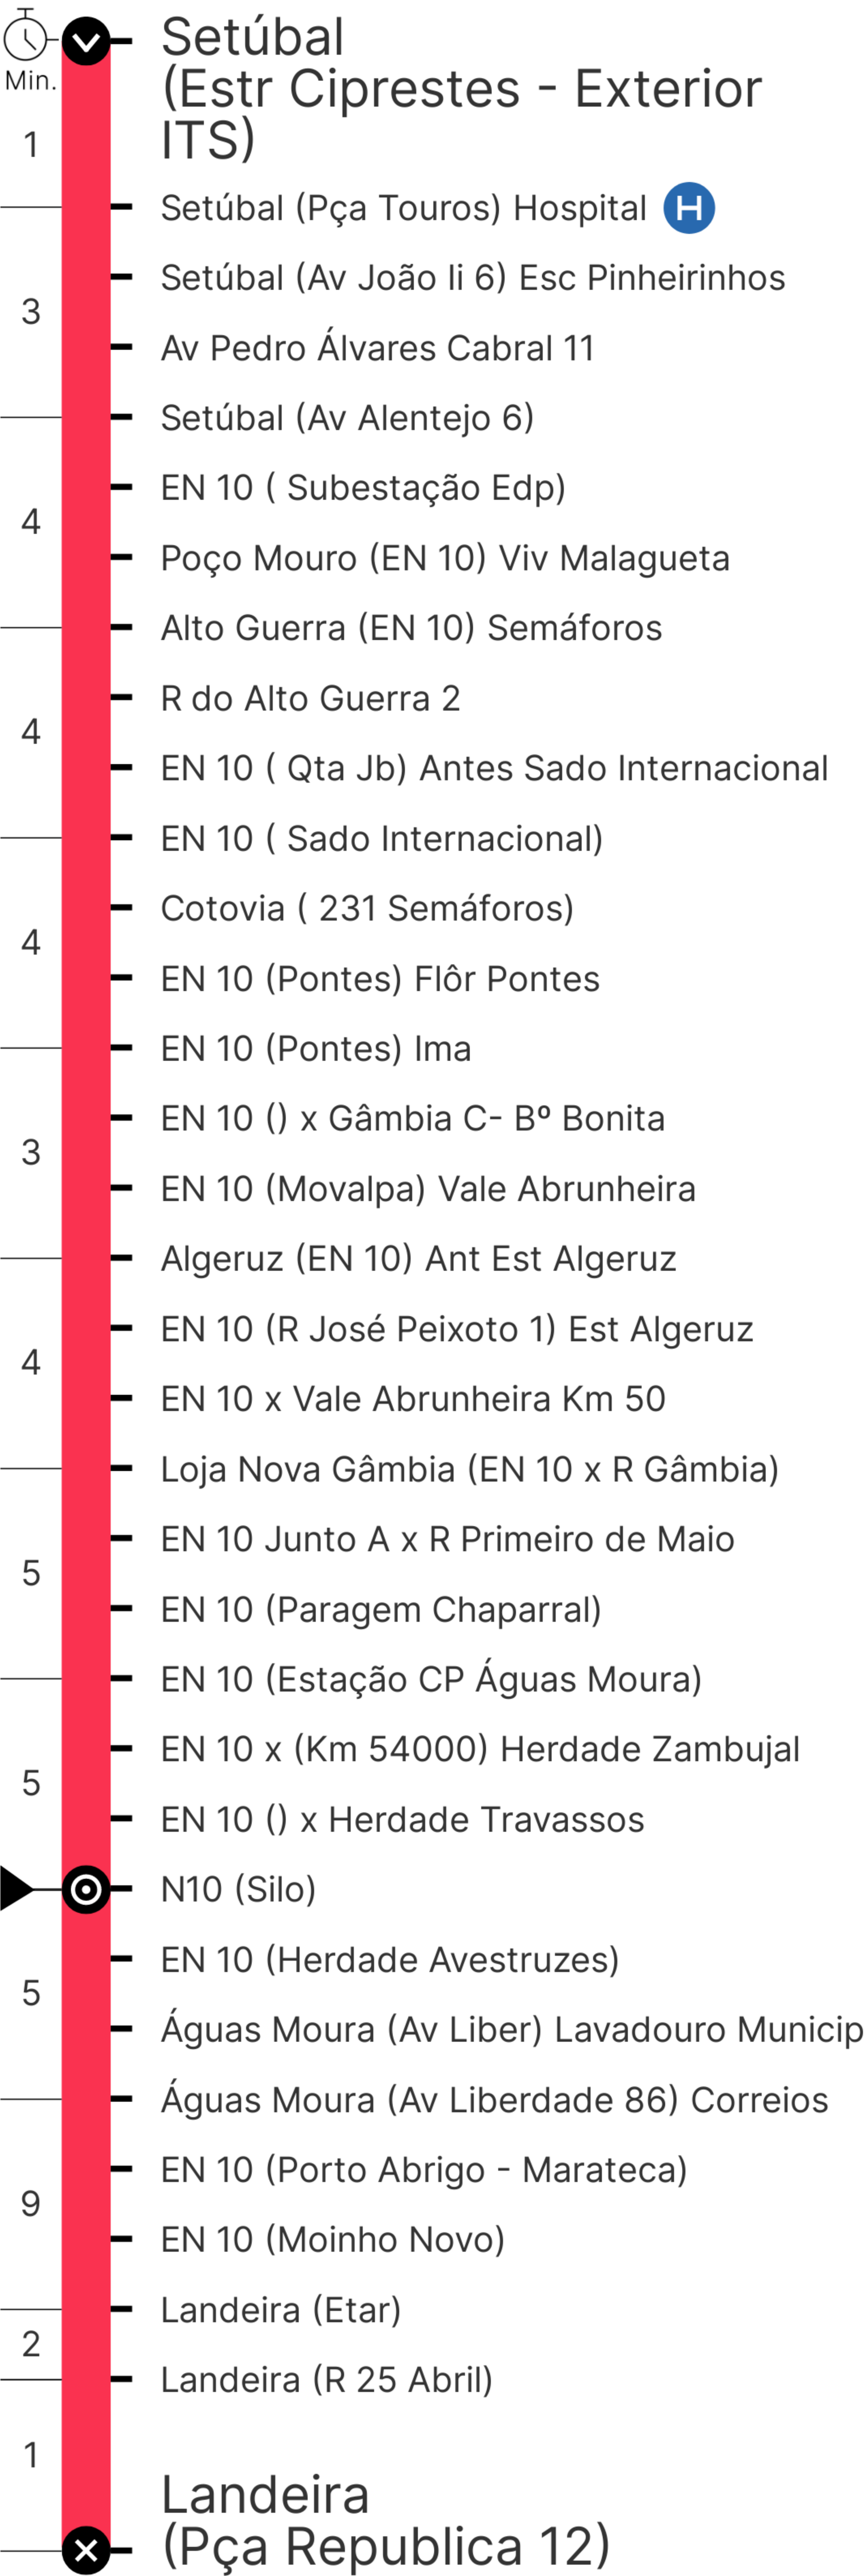 Setúbal
(Estr Ciprestes - Exterior
ITS)
Min.
1
Setúbal (Pça Touros) Hospital H
Setúbal (Av João Ii 6) Esc Pinheirinhos
3
Av Pedro Álvares Cabral 11
Setúbal (Av Alentejo 6)
EN 10 ( Subestação Edp)
4
Poço Mouro (EN 10) Viv Malagueta
Alto Guerra (EN 10) Semáforos
R do Alto Guerra 2
4
EN 10 ( Qta Jb) Antes Sado Internacional
EN 10 ( Sado Internacional)
Cotovia ( 231 Semáforos)
4
EN 10 (Pontes) Flôr Pontes
EN 10 (Pontes) Ima
EN 10 () x Gâmbia C- Bº Bonita
3
EN 10 (Movalpa) Vale Abrunheira
Algeruz (EN 10) Ant Est Algeruz
EN 10 (R José Peixoto 1) Est Algeruz
4
EN 10 x Vale Abrunheira Km 50
Loja Nova Gâmbia (EN 10 x R Gâmbia)
EN 10 Junto A x R Primeiro de Maio
5
EN 10 (Paragem Chaparral)
EN 10 (Estação CP Águas Moura)
EN 10 x (Km 54000) Herdade Zambujal
5
EN 10 () x Herdade Travassos
N10 (Silo)
EN 10 (Herdade Avestruzes)
5
Águas Moura (Av Liber) Lavadouro Municip
Águas Moura (Av Liberdade 86) Correios
EN 10 (Porto Abrigo - Marateca)
9
EN 10 (Moinho Novo)
Landeira (Etar)
2
Landeira (R 25 Abril)
1
Landeira
(Pça Republica 12)